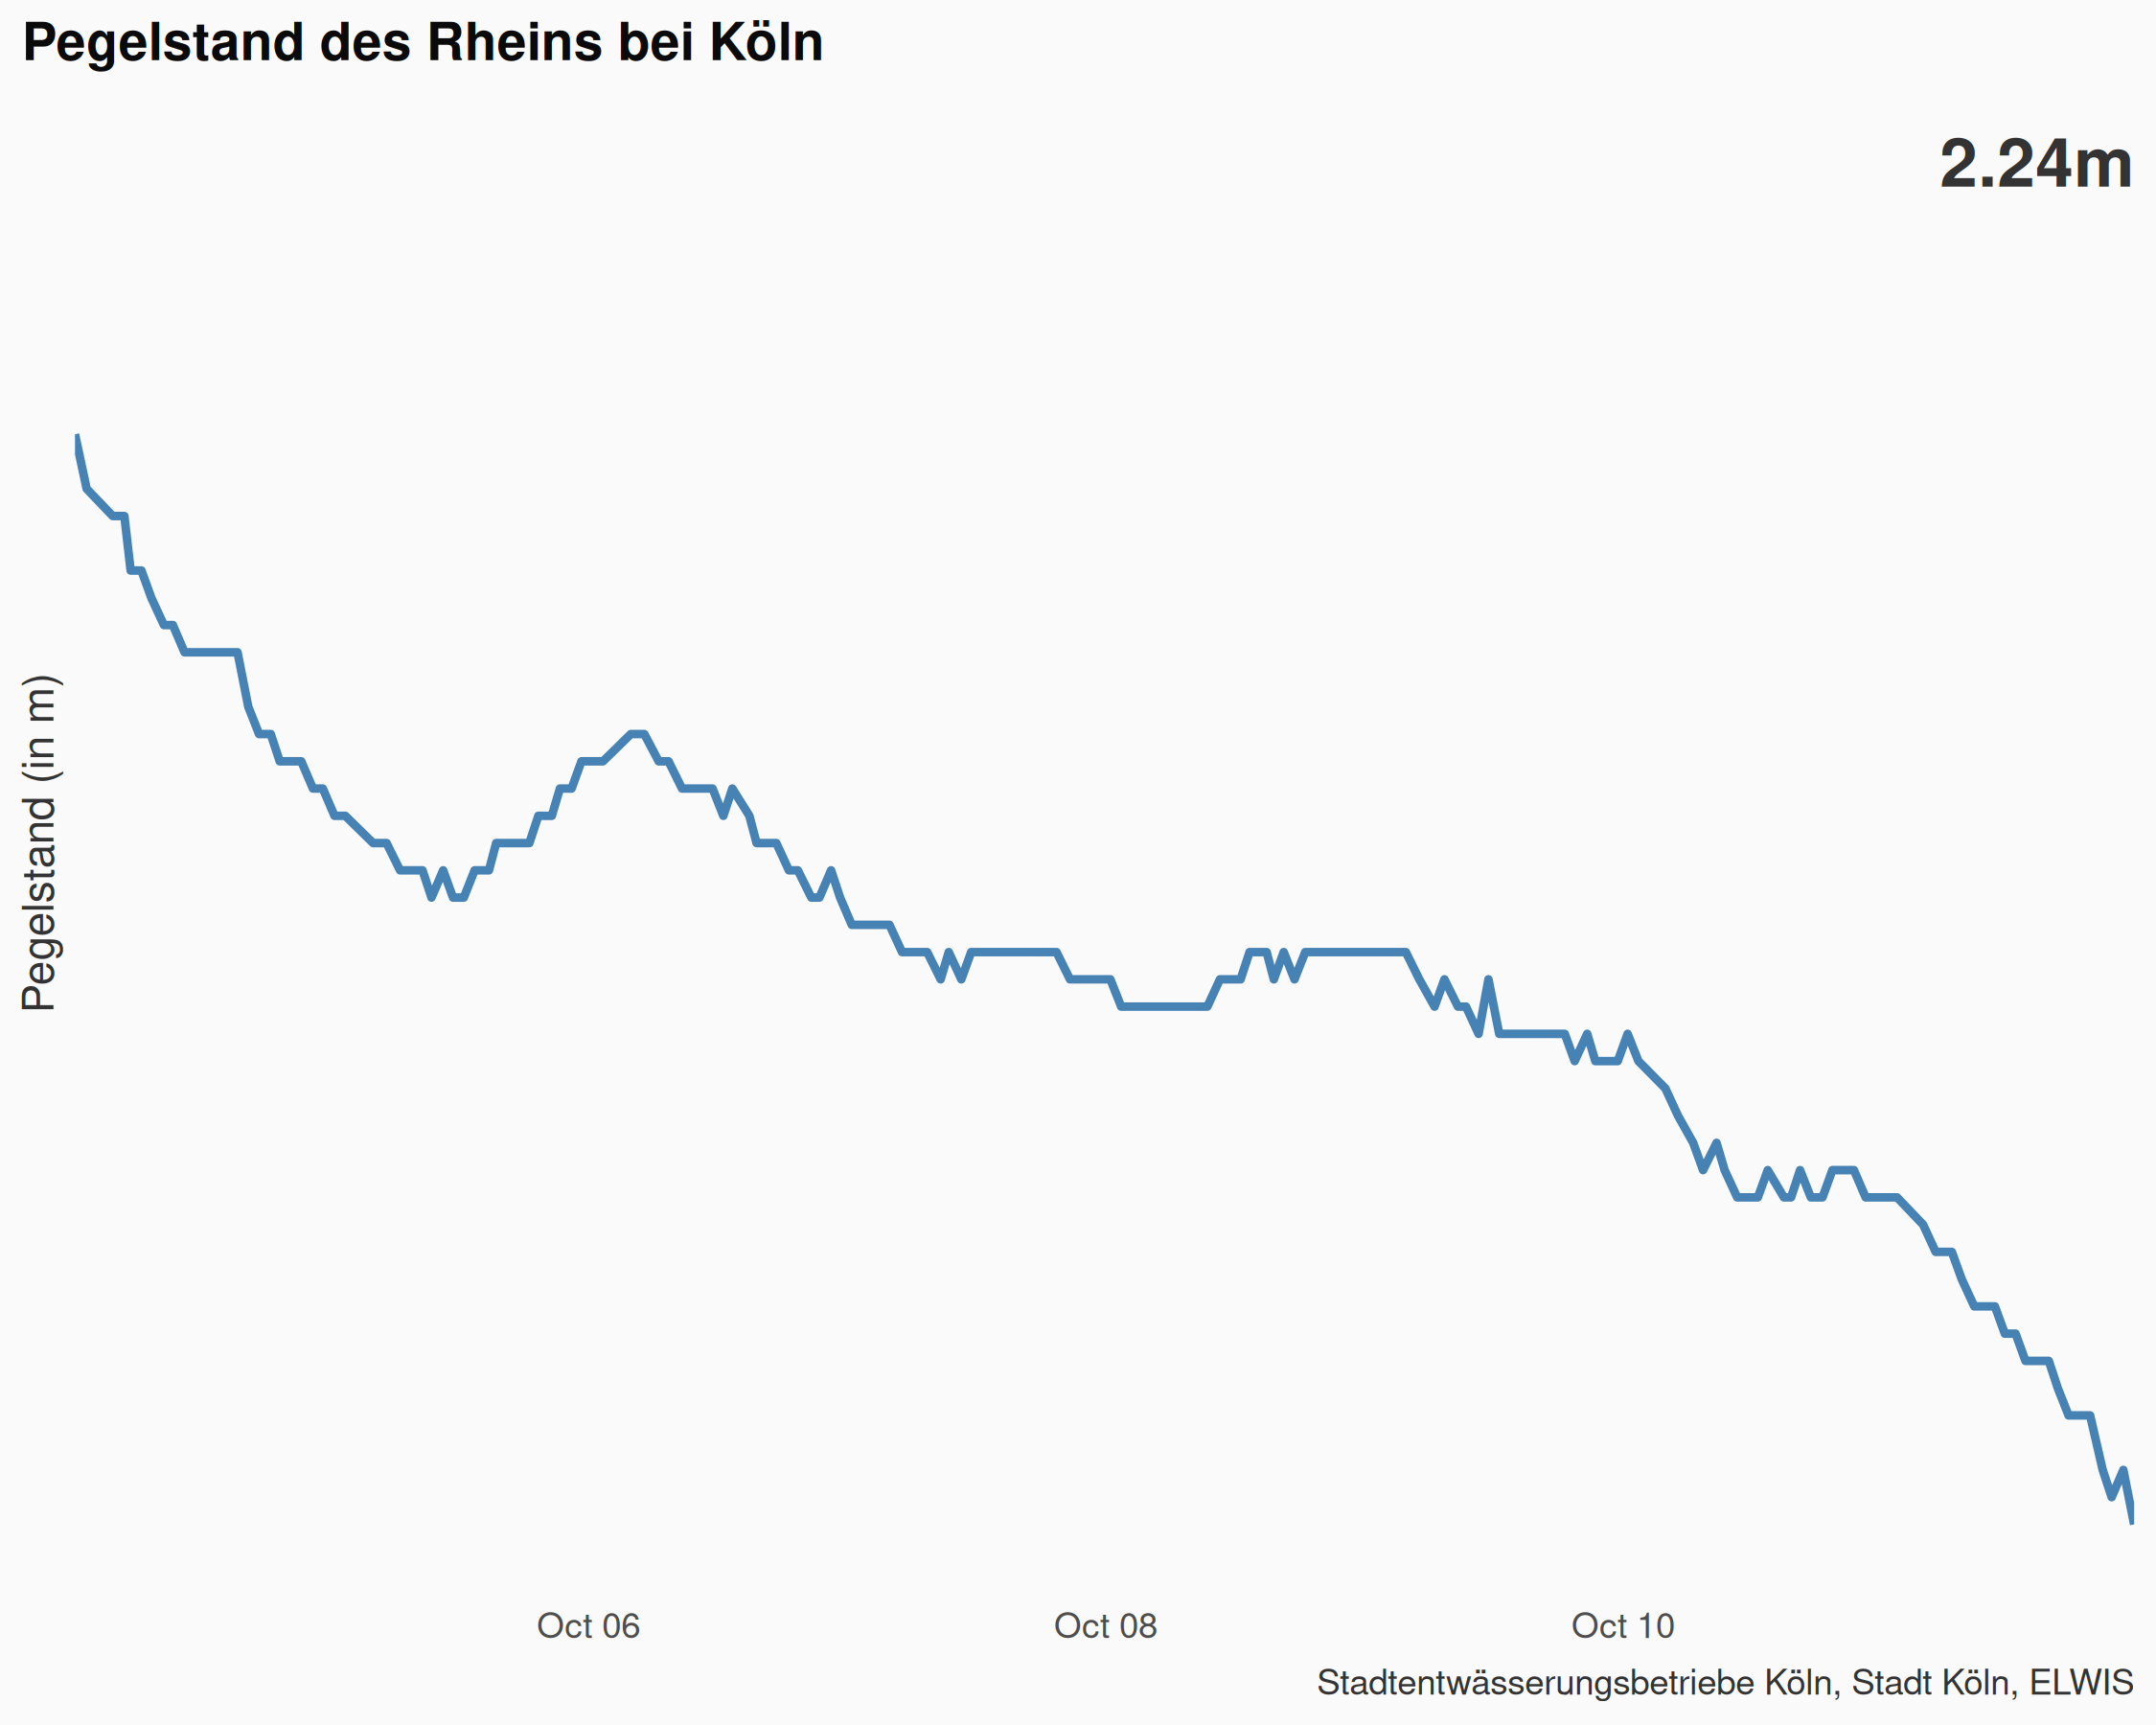 Pegelstand des Rheins bei Köln
2.24m
Pegelstand (in m)
Oct 06
Oct 08
Oct 10
Stadtentwässerungsbetriebe Köln, Stadt Köln, ELWIS